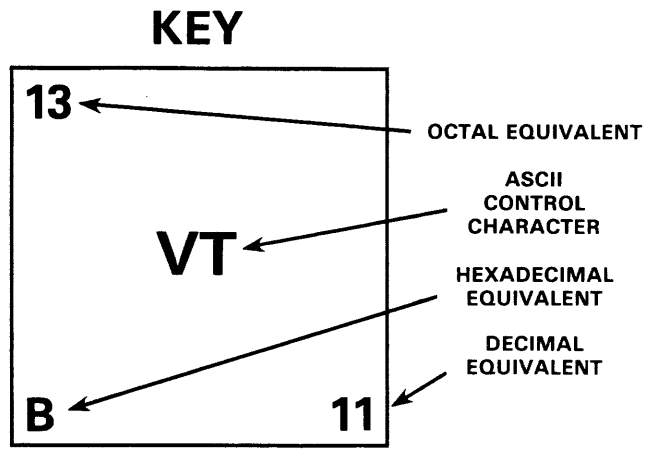 KEY
13
OCTAL EQUIVALENT
ASCII
CONTROL
CHARACTER
VT
HEXADECIMAL
EQUIVALENT
DECIMAL
EQUIVALENT
B
11